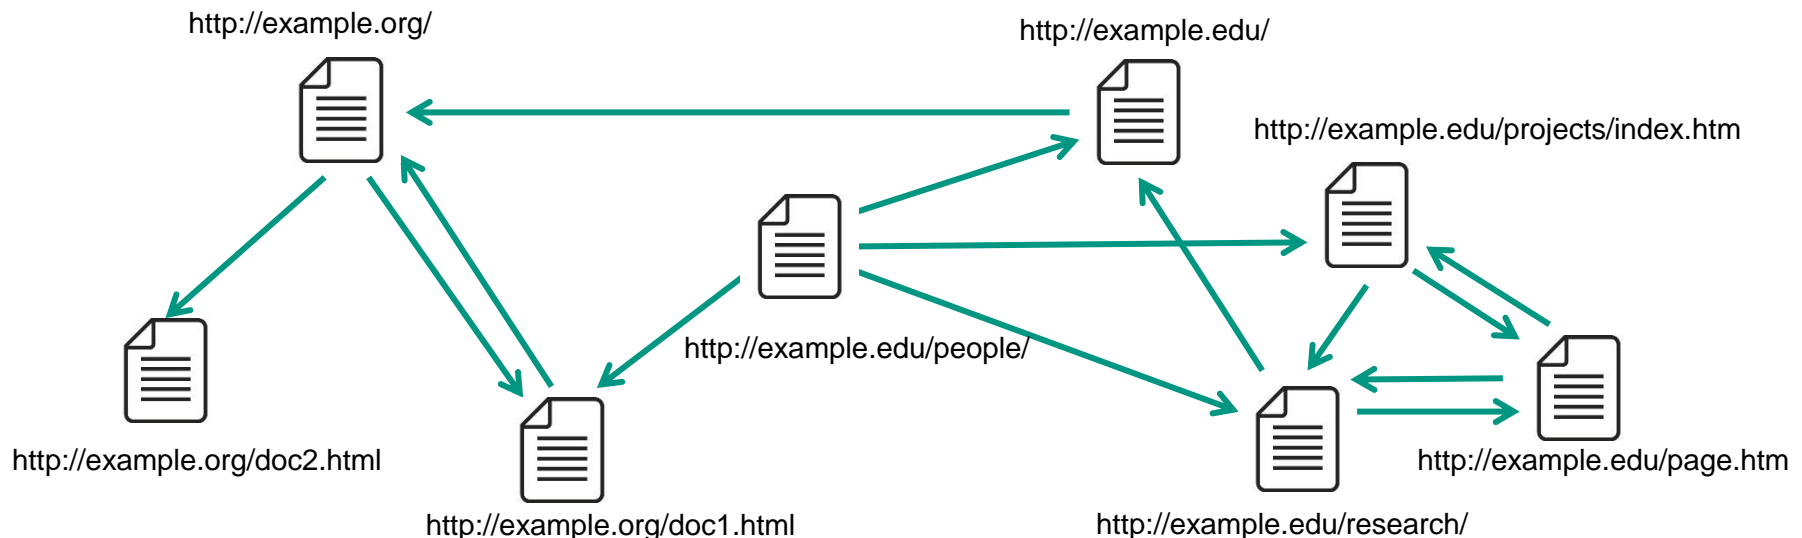 http://example.org/
http://example.edu/
http://example.edu/projects/index.htm
http://example.edu/people/
http://example.org/doc2.html
http://example.edu/page.htm
http://example.org/doc1.html
http://example.edu/research/